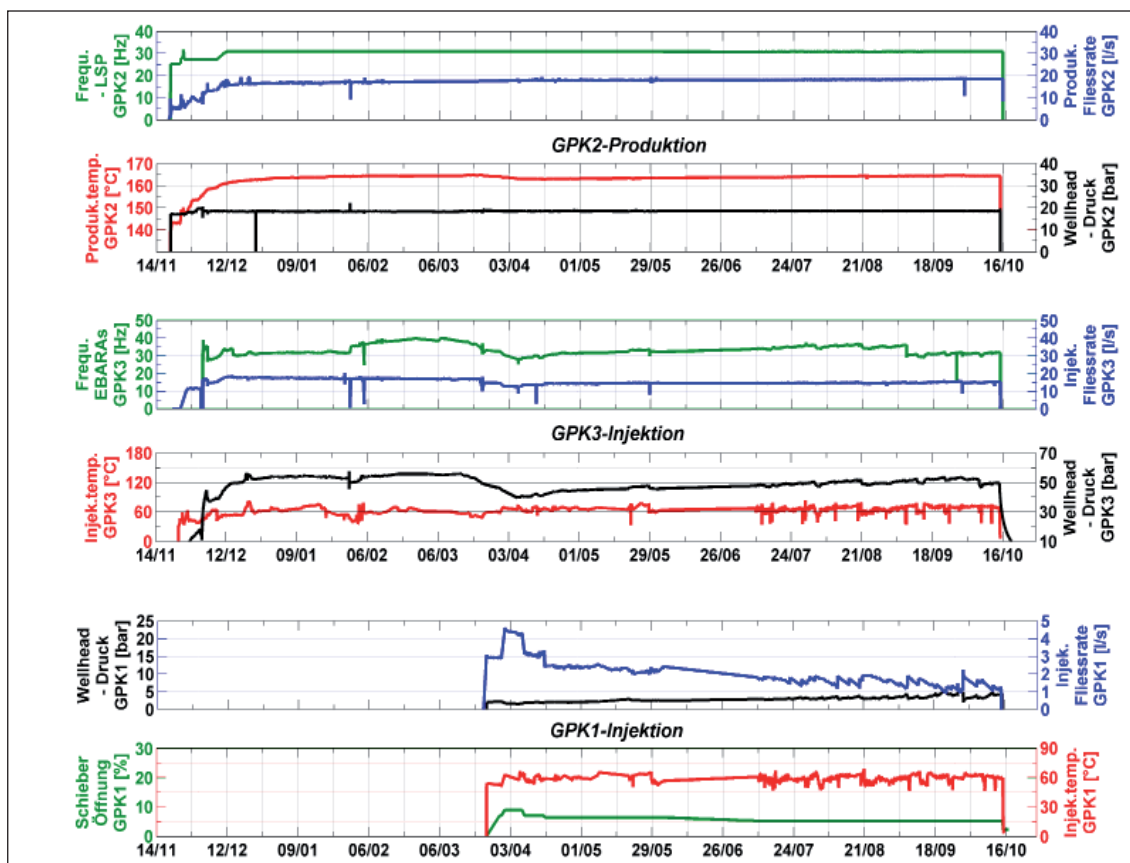 Frequ.
- LSP
GPK2 [Hz]
40
30
20
10
0
40
30
20
10
0
Produk.
Fliessrate
GPK2 [l/s]
GPK2-Produktion
Produk.temp.
GPK2 [°C]
170
160
150
140
40
30
20
10
0
Wellhead
- Druck
GPK2 [bar]
14/11 12/12 09/01 06/02 06/03 03/04 01/05 29/05 26/06 24/07 21/08 18/09 16/10
Frequ.
EBARAs
GPK3 [Hz]
50
40
30
20
10
0
50
40
30
20
10
0
Injek.
Fliessrate
GPK3 [l/s]
GPK3-Injektion
Injek.temp.
GPK3 [°C]
180
120
60
0
70
50
30
10
Wellhead
- Druck
GPK3 [bar]
14/11 12/12 09/01 06/02 06/03 03/04 01/05 29/05 26/06 24/07 21/08 18/09 16/10
Wellhead
- Druck
GPK1 [bar]
25
20
15
10
5
0
5
4
3
2
1
0
Injek.
Fliessrate
GPK1 [l/s]
GPK1-Injektion
Schieber
Öffnung
GPK1 [%]
30
20
10
0
90
60
30
0
Injek.temp.
GPK1 [°C]
14/11 12/12 09/01 06/02 06/03 03/04 01/05 29/05 26/06 24/07 21/08 18/09 16/10